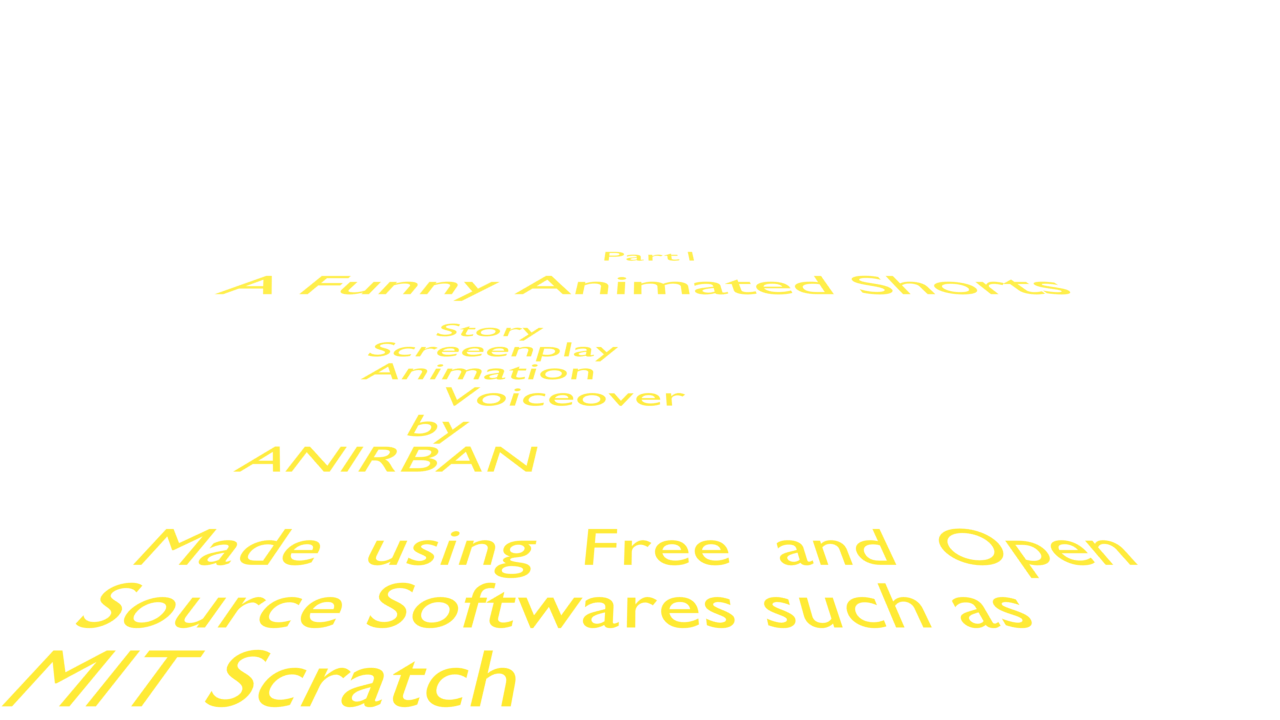 Part I
A Funny Animated Shorts
Story
Screeenplay
Animation
Voiceover
by
ANIRBAN
Made using Free and Open
Source Softwares such as
MIT Scratch